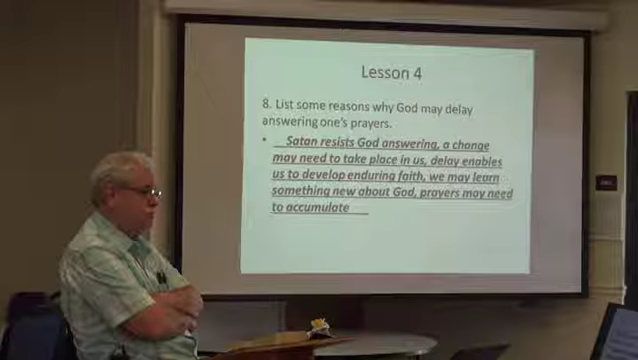 Lesson 4
8. List some reasons why God may delay
answering one's prayers.
• __Satan resists God answering, a change
may need to take place in us, delay enables
us to develop enduring faith, we may learn
something new about God, prayers may need
to accumulate___